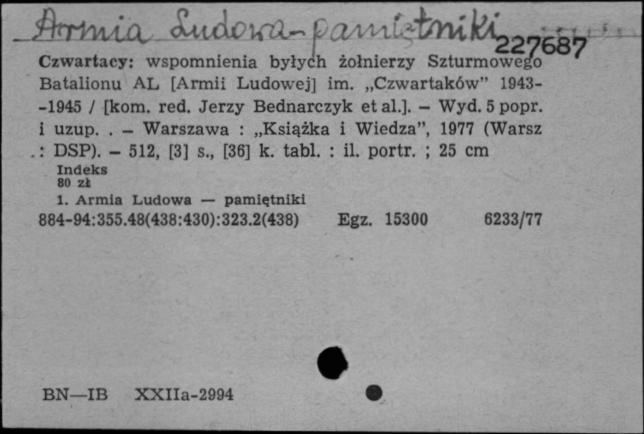 Armia Ludowa - pamiętniki
227687
Czwartacy: wspomnienia byłych żołnierzy Szturmowego
Batalionu AL [Armii Ludowej] im. „Czwartaków” 1943-
-1945 / [kom. red. Jerzy Bednarczyk et al.]. — Wyd. 5 popr.
i uzup. . — Warszawa : „Książka i Wiedza”, 1977 (Warsz
.: DSP). — 512, [3] s., [36] k. tabl. : il. portr. ; 25 cm
Indeks
80 zł
1. Armia Ludowa — pamiętniki
884-94:355.48(438:430):323.2(438) Egz. 15300 6233/77
BN—IB XXIIa-2994